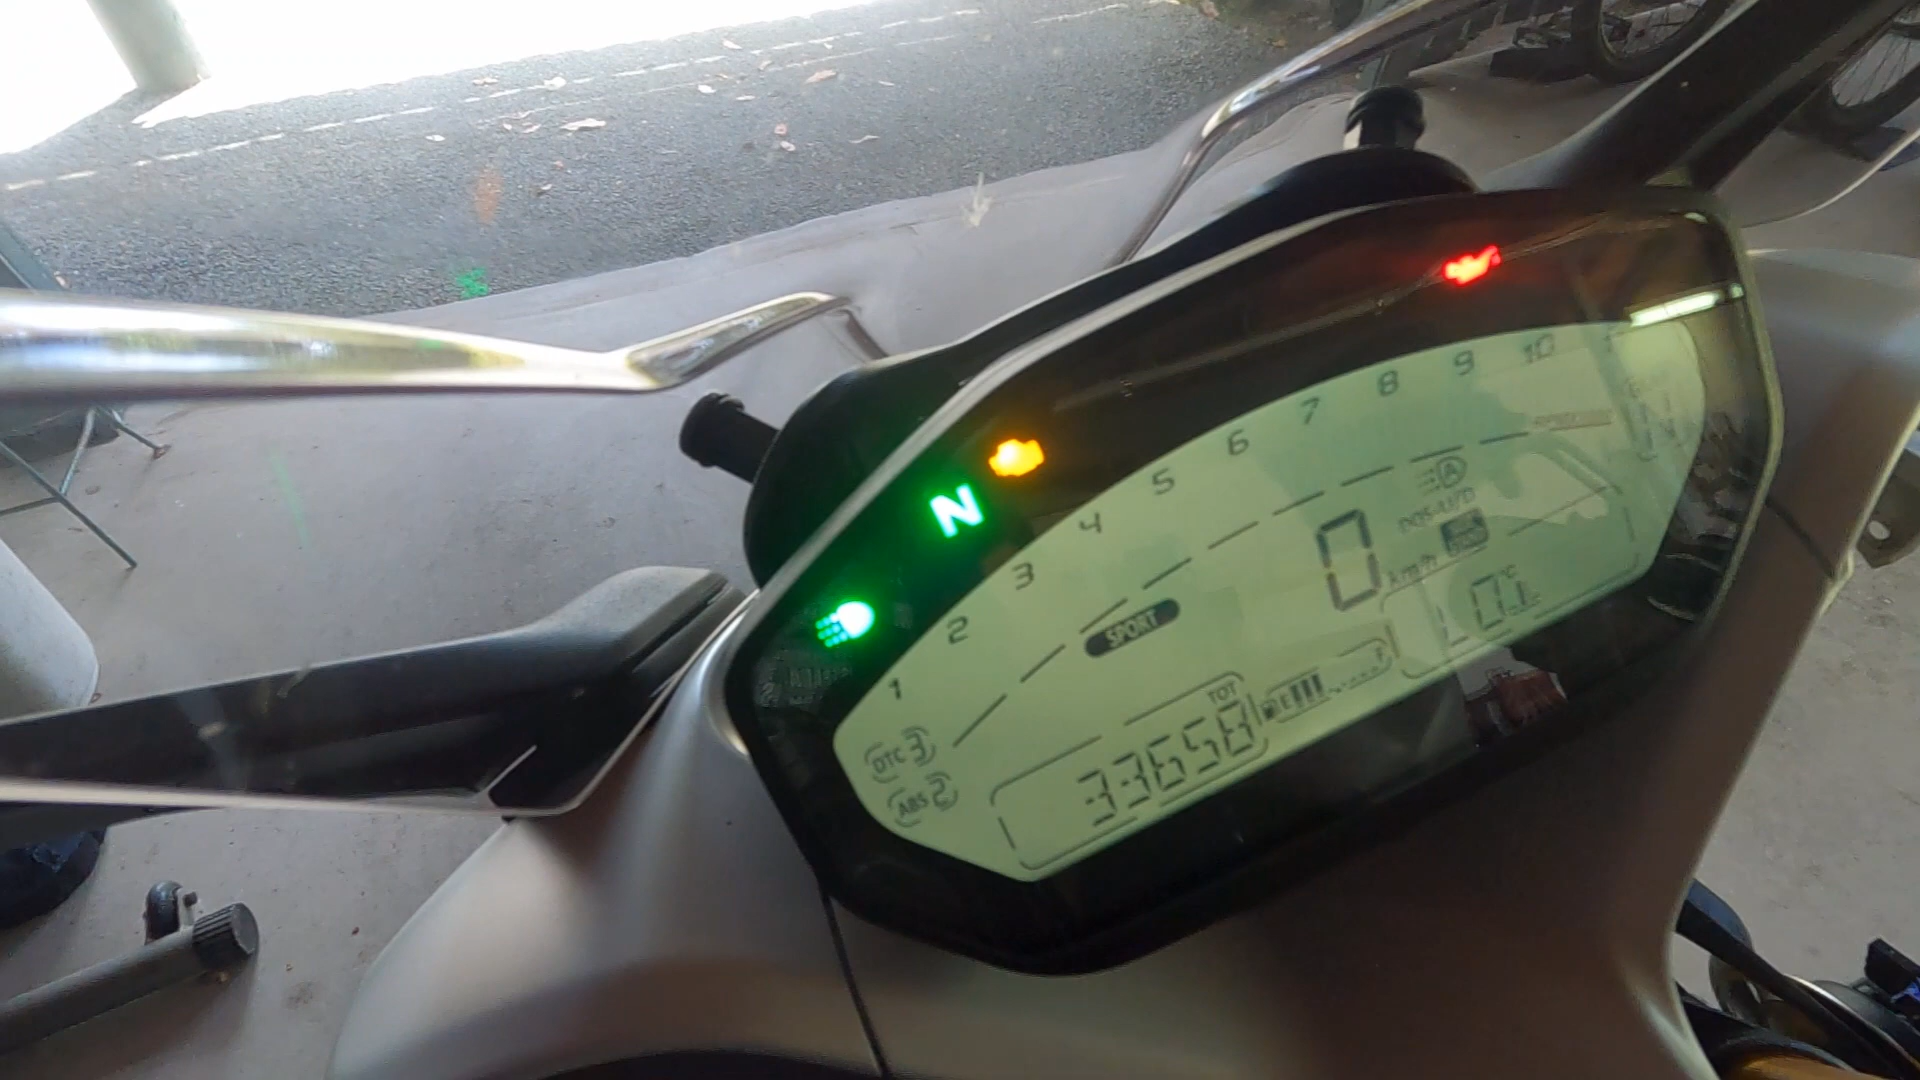 1 2 3 4 5 6 7 8 9 10
N
SPORT
0 km/h
DQS-U/D
°C
DTC 3
ABS 2
TOT
33658
E F